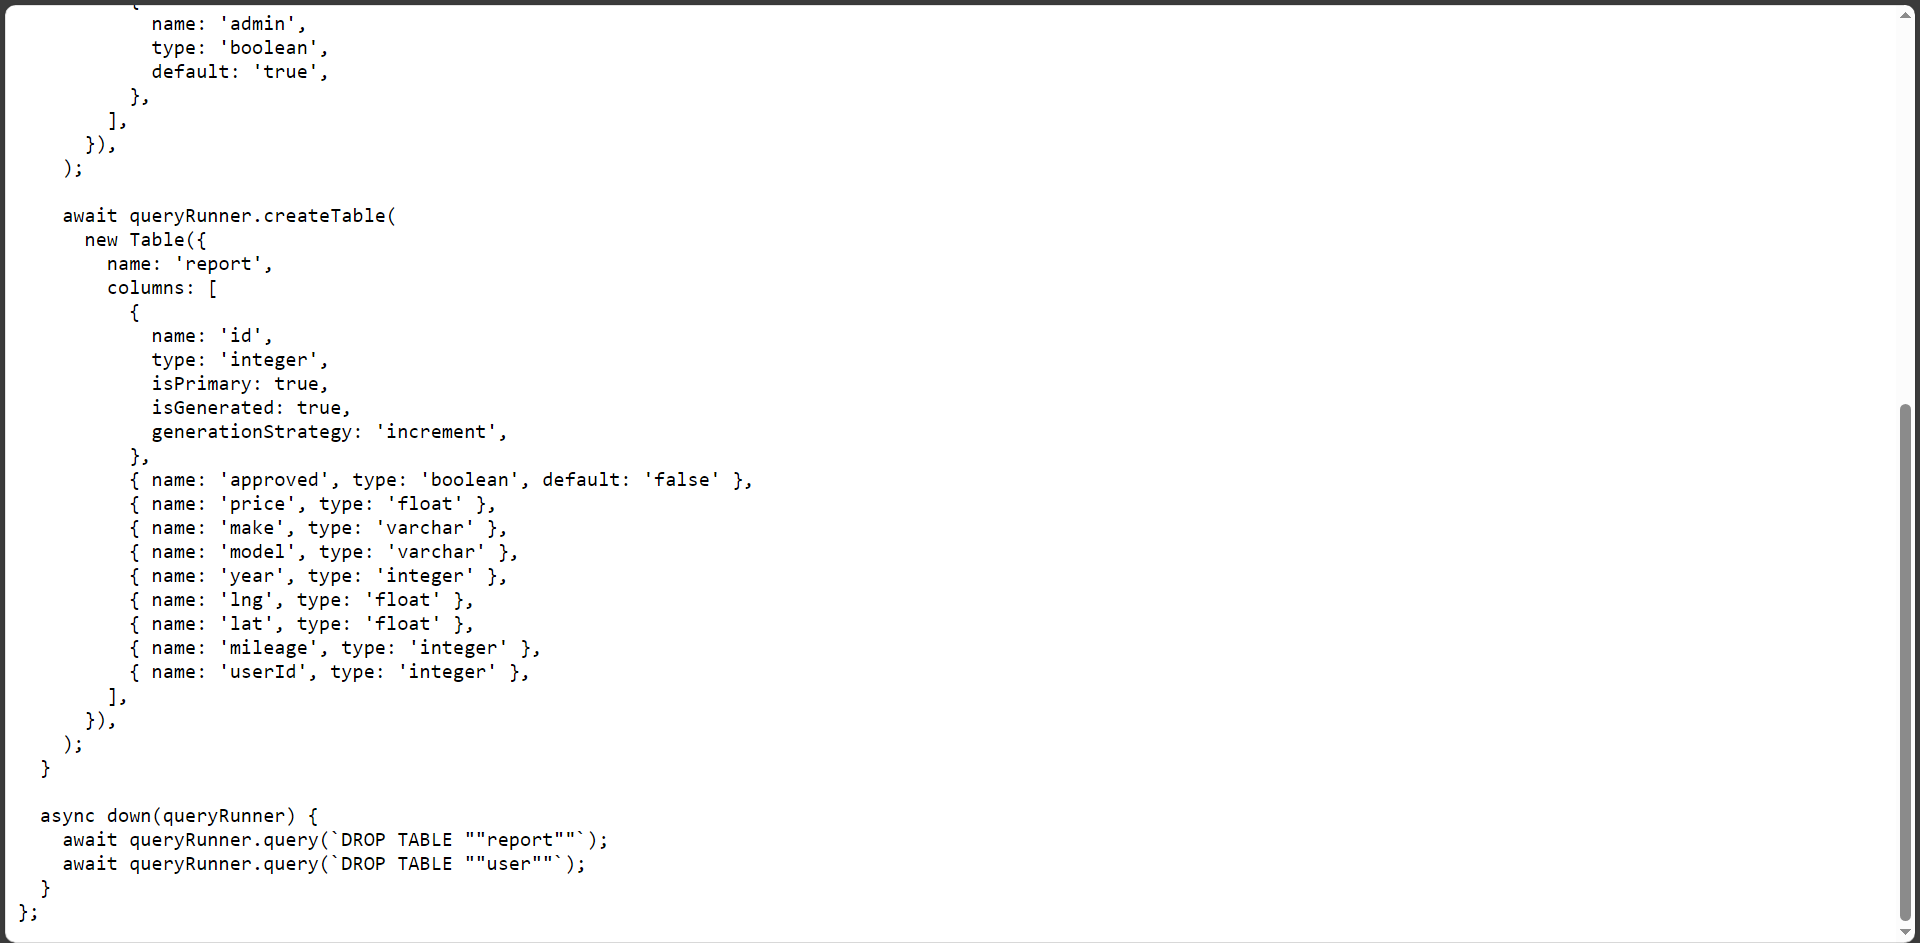 {
name: 'admin',
type: 'boolean',
default: 'true',
},
],
}),
);
await queryRunner.createTable(
new Table({
name: 'report',
columns: [
{
name: 'id',
type: 'integer',
isPrimary: true,
isGenerated: true,
generationStrategy: 'increment',
},
{ name: 'approved', type: 'boolean', default: 'false' },
{ name: 'price', type: 'float' },
{ name: 'make', type: 'varchar' },
{ name: 'model', type: 'varchar' },
{ name: 'year', type: 'integer' },
{ name: 'lng', type: 'float' },
{ name: 'lat', type: 'float' },
{ name: 'mileage', type: 'integer' },
{ name: 'userId', type: 'integer' },
],
}),
);
}
async down(queryRunner) {
await queryRunner.query(`DROP TABLE ""report""`);
await queryRunner.query(`DROP TABLE ""user""`);
}
};